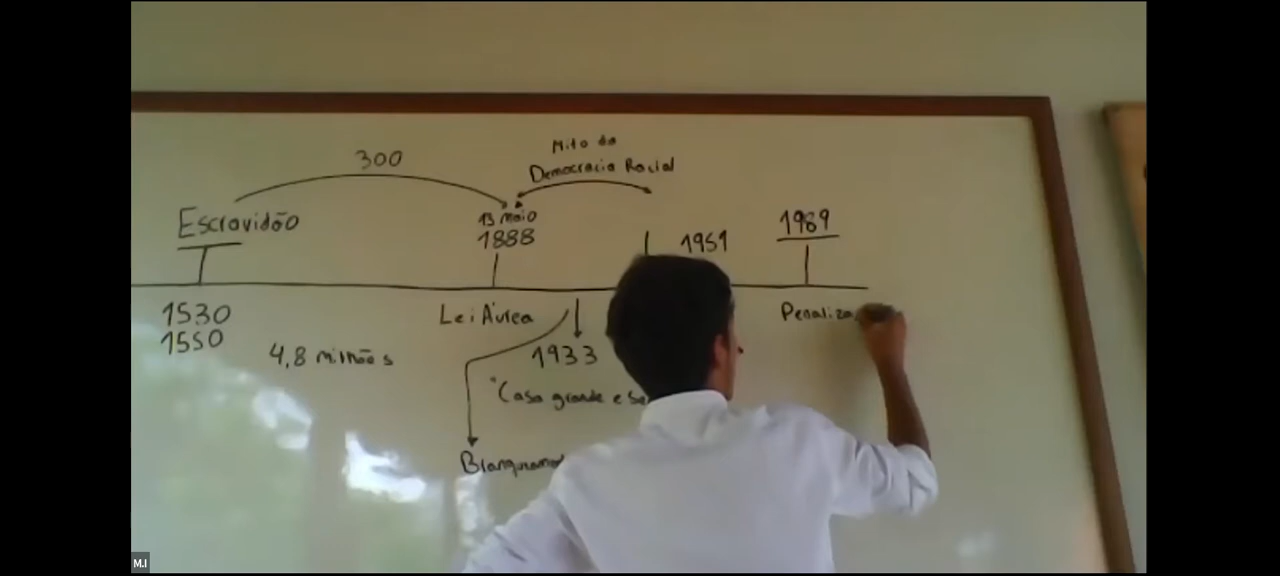 300
Mito da
Democracia Racial
Escravidão
13 Maio
1888
1951
1989
1530
1550
Lei Áurea
Penaliza
4,8 milhões
1933
"Casa grande e Se
M.I